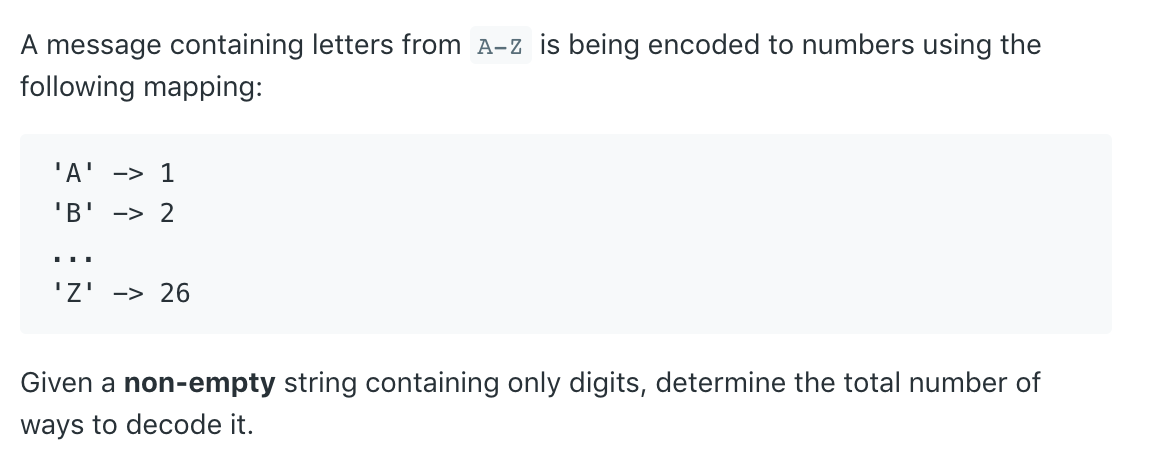 A message containing letters from A-Z is being encoded to numbers using the
following mapping:
'A' -> 1
'B' -> 2
...
'Z' -> 26
Given a non-empty string containing only digits, determine the total number of
ways to decode it.